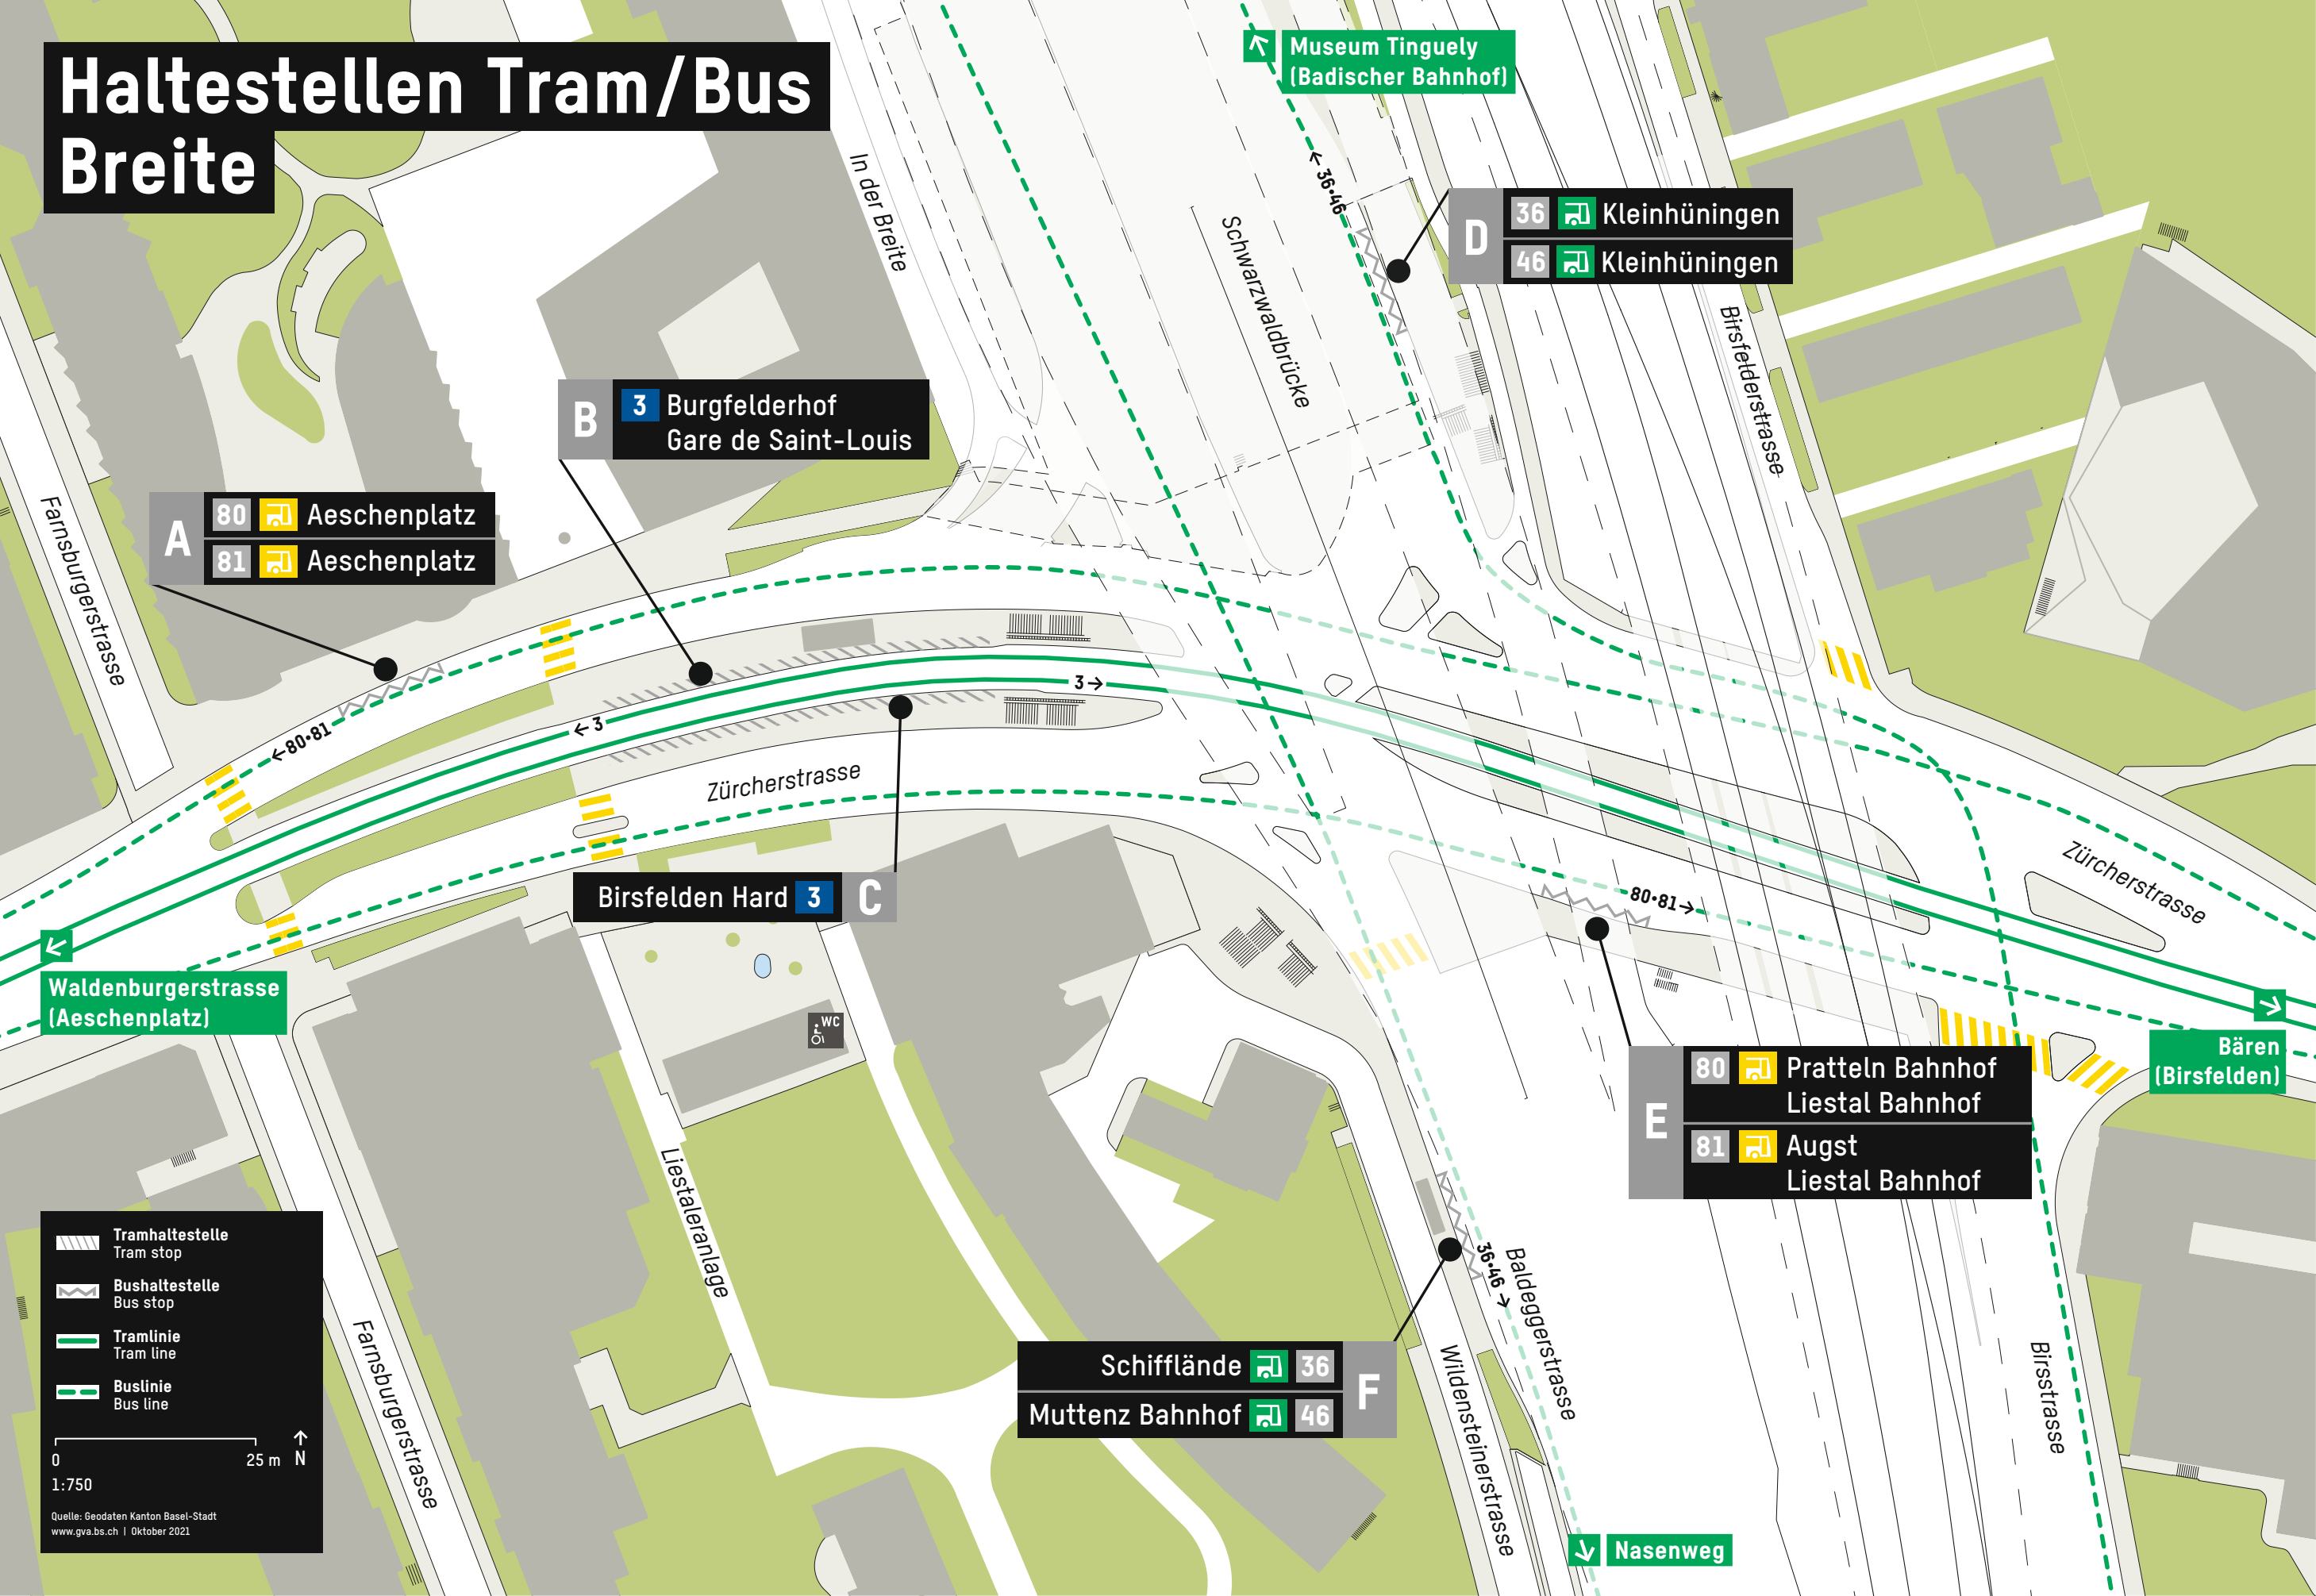 Haltestellen Tram/Bus
Breite
Museum Tinguely
(Badischer Bahnhof)
← 36•46
D
36 Kleinhüningen
46 Kleinhüningen
In der Breite
Schwarzwaldbrücke
Birsfelderstrasse
B
3 Burgfelderhof
Gare de Saint-Louis
A
80 Aeschenplatz
81 Aeschenplatz
Farnsburgerstrasse
←80•81
←3
3→
Zürcherstrasse
Birsfelden Hard 3
C
80•81→
Zürcherstrasse
Waldenburgerstrasse
(Aeschenplatz)
WC
Bären
(Birsfelden)
E
80 Pratteln Bahnhof
Liestal Bahnhof
81 Augst
Liestal Bahnhof
Liestaleranlage
36•46 →
Baldeggerstrasse
Schifflände 36
Muttenz Bahnhof 46
F
Farnsburgerstrasse
Wildensteinerstrasse
Birsstrasse
Nasenweg
Tramhaltestelle
Tram stop
Bushaltestelle
Bus stop
Tramlinie
Tram line
Buslinie
Bus line
0 25 m N
1:750
Quelle: Geodaten Kanton Basel-Stadt
www.gva.bs.ch | Oktober 2021